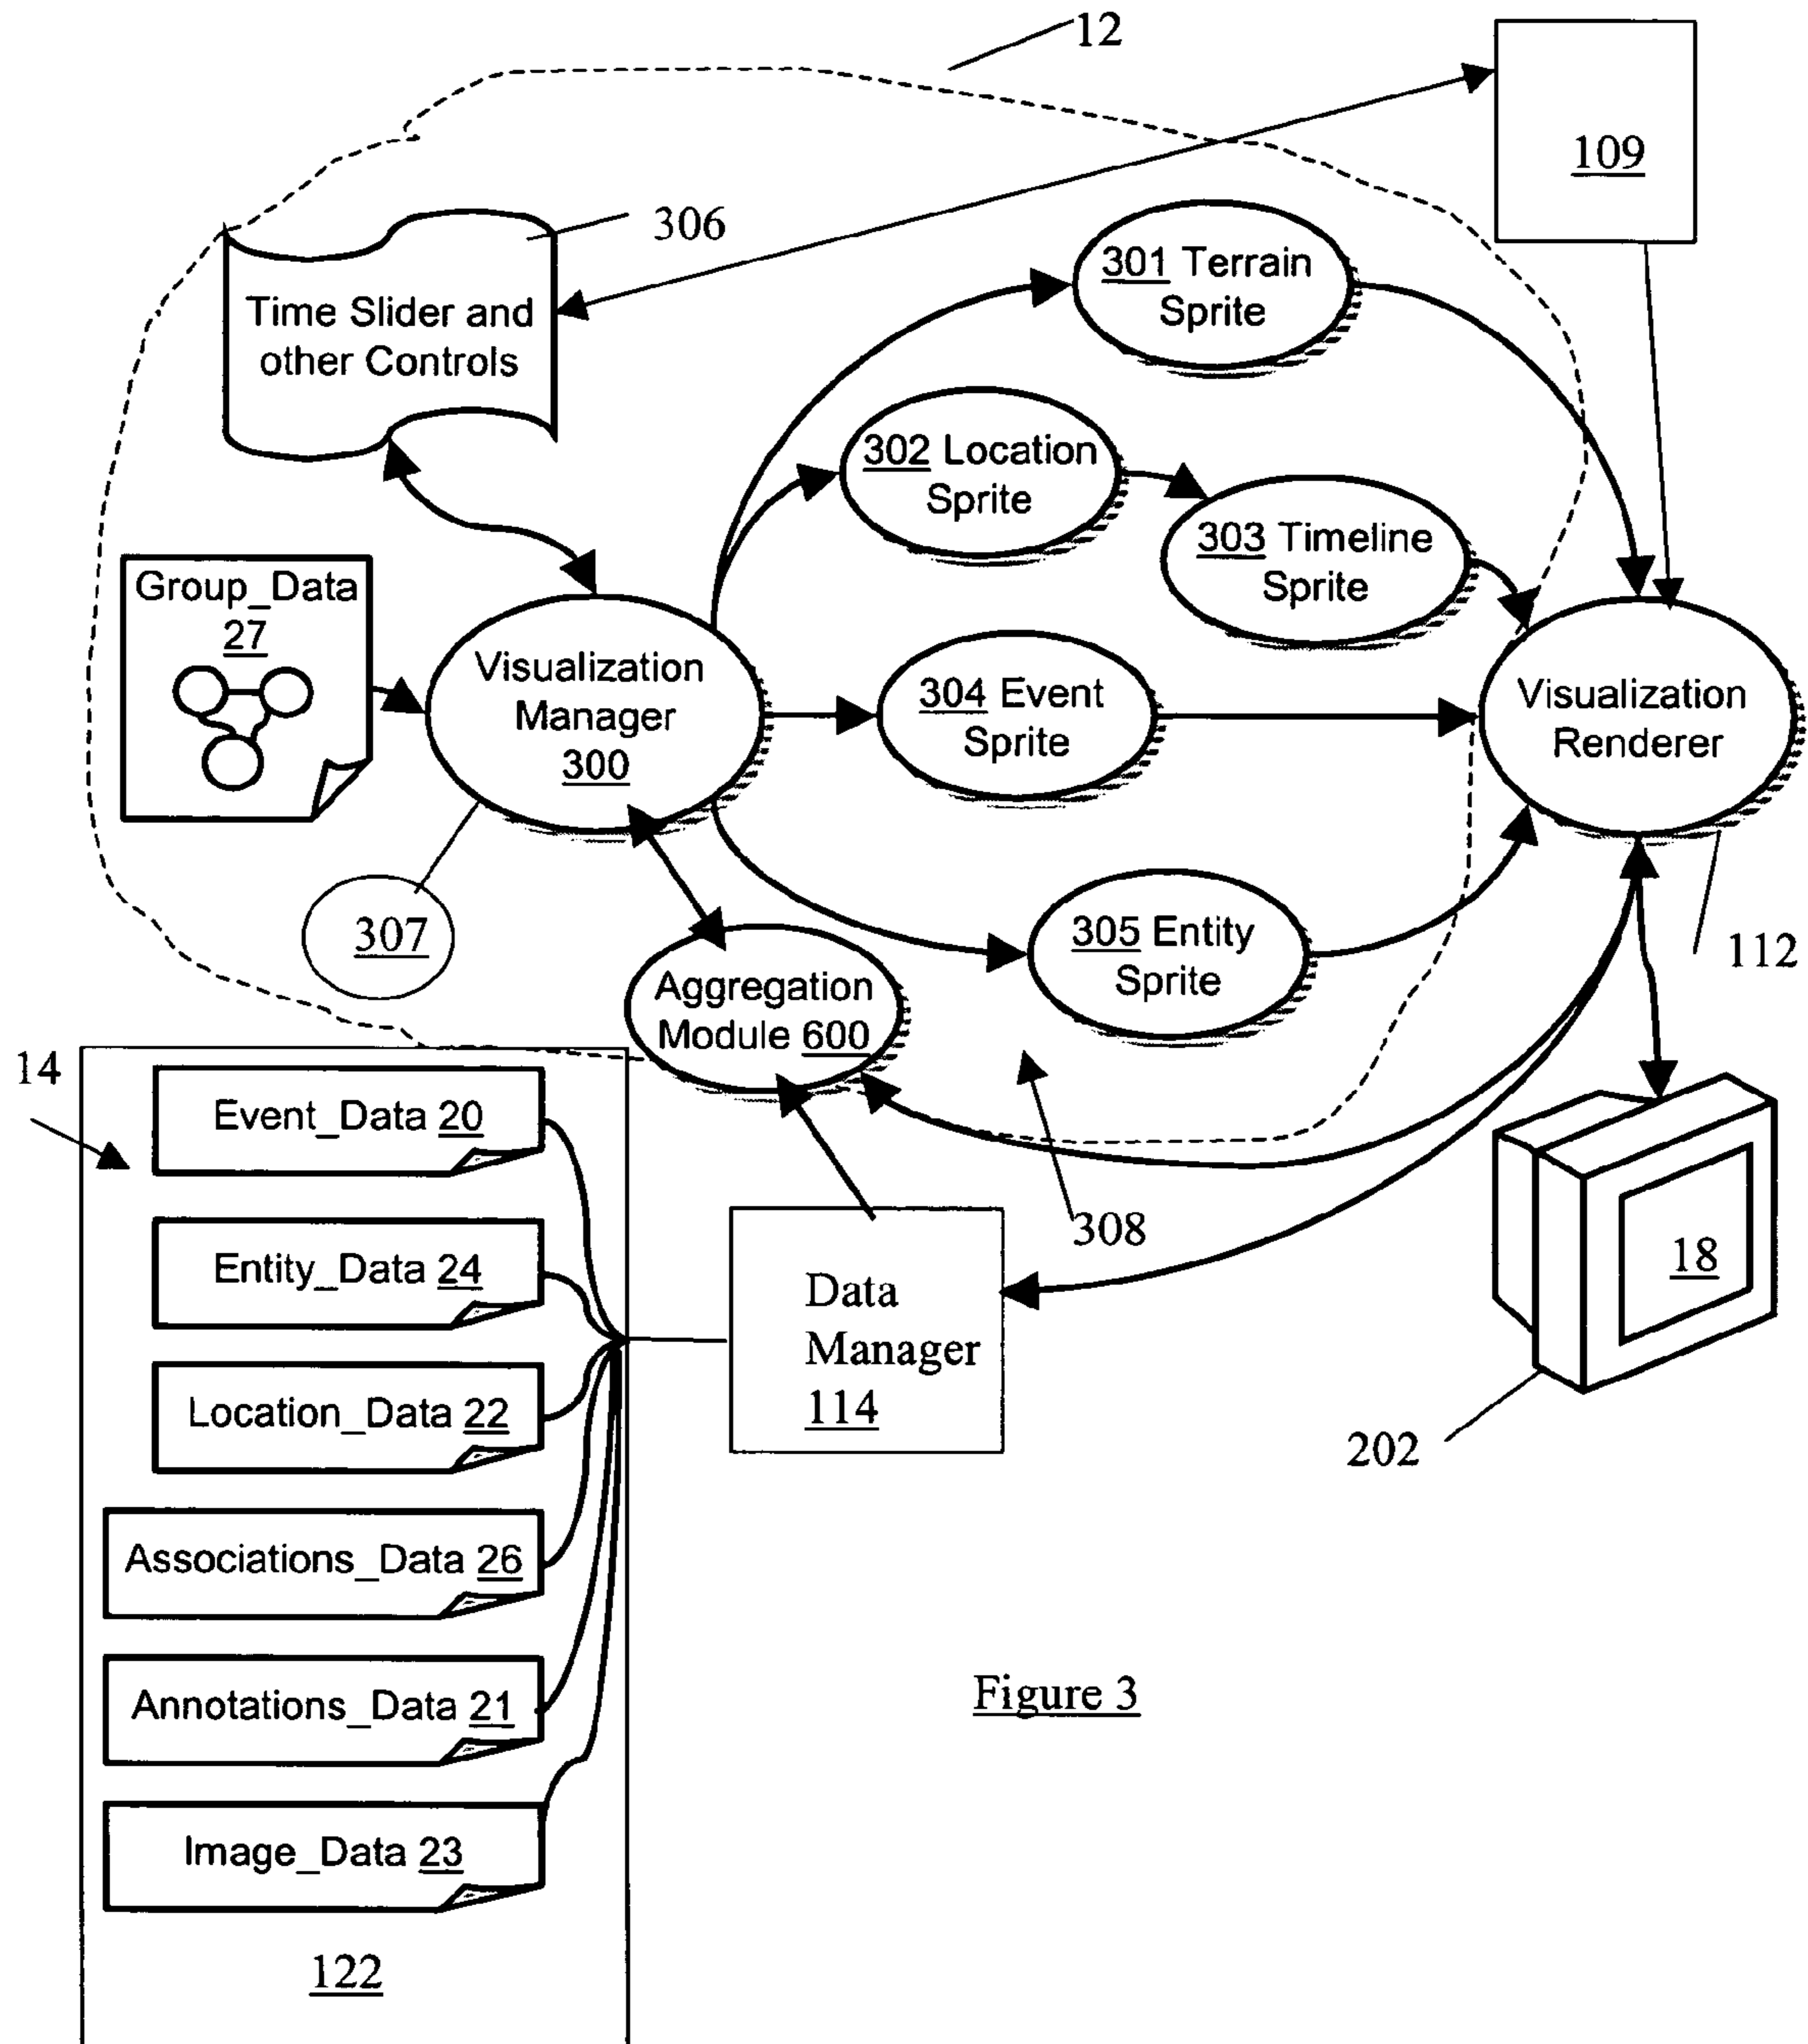 12
109
306
Time Slider and
other Controls
301 Terrain
Sprite
302 Location
Sprite
303 Timeline
Sprite
Group_Data
27
Visualization
Manager
300
304 Event
Sprite
Visualization
Renderer
307
305 Entity
Sprite
112
Aggregation
Module 600
14
Event_Data 20
Entity_Data 24
Location_Data 22
Associations_Data 26
Annotations_Data 21
Image_Data 23
122
Data
Manager
114
308
18
202
Figure 3